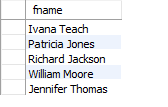 fname
Ivana Teach
Patricia Jones
Richard Jackson
William Moore
Jennifer Thomas